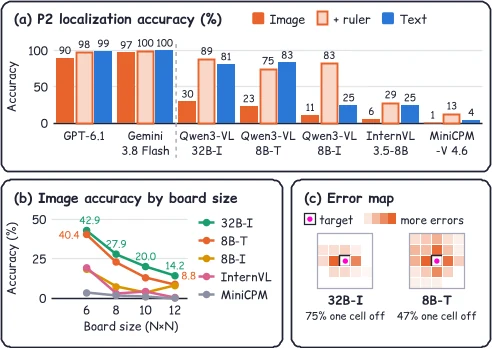 (a) P2 localization accuracy (%)
Image
+ ruler
Text
Accuracy
100
50
0
90 98 99
97 100 100
30 89 81
23 75 83
11 83 25
6 29 25
1 13 4
GPT-6.1
Gemini
3.8 Flash
Qwen3-VL
32B-I
Qwen3-VL
8B-T
Qwen3-VL
8B-I
InternVL
3.5-8B
MiniCPM
-V 4.6
(b) Image accuracy by board size
Accuracy (%)
50
25
0
42.9
40.4
27.9
20.0
14.2
8.8
6 8 10 12
Board size (N×N)
32B-I
8B-T
8B-I
InternVL
MiniCPM
(c) Error map
target
more errors
32B-I
75% one cell off
8B-T
47% one cell off